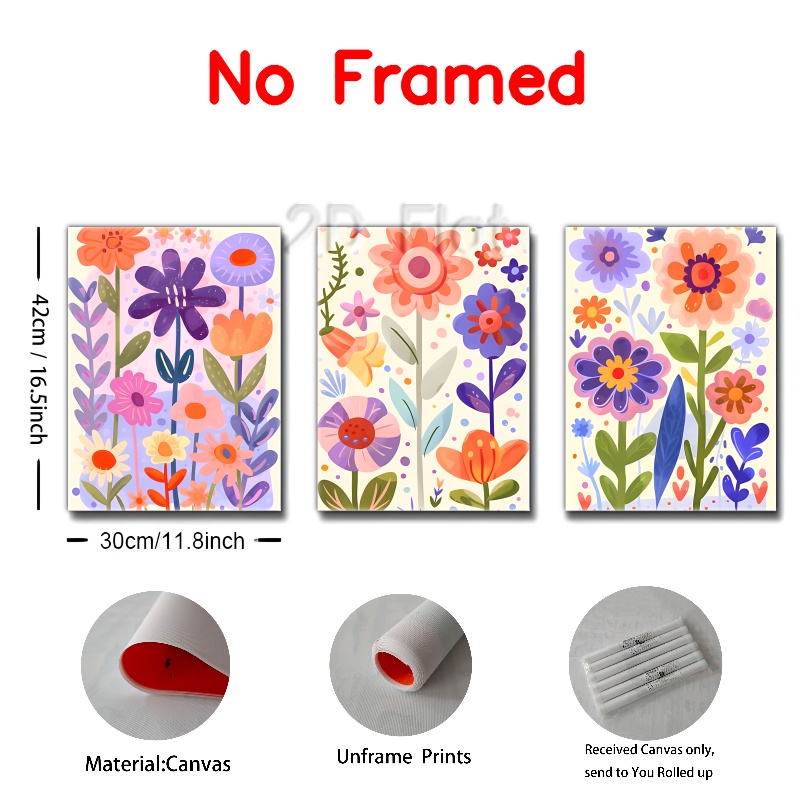 No Framed
2D Flat
42cm / 16.5inch
30cm/11.8inch
Material:Canvas
Unframe Prints
Received Canvas only,
send to You Rolled up